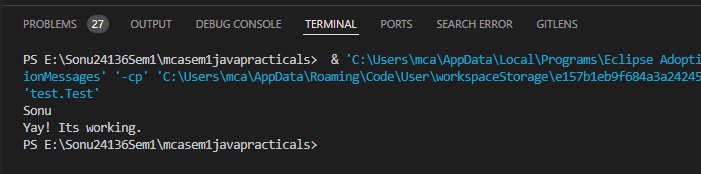 PROBLEMS 27 OUTPUT DEBUG CONSOLE TERMINAL PORTS SEARCH ERROR GITLENS
PS E:\Sonu24136Sem1\mcasem1javapracticals>  & 'C:\Users\mca\AppData\Local\Programs\Eclipse Adopti
ionMessages' '-cp' 'C:\Users\mca\AppData\Roaming\Code\User\workspaceStorage\e157b1eb9f684a3a24245
'test.Test'
Sonu
Yay! Its working.
PS E:\Sonu24136Sem1\mcasem1javapracticals>